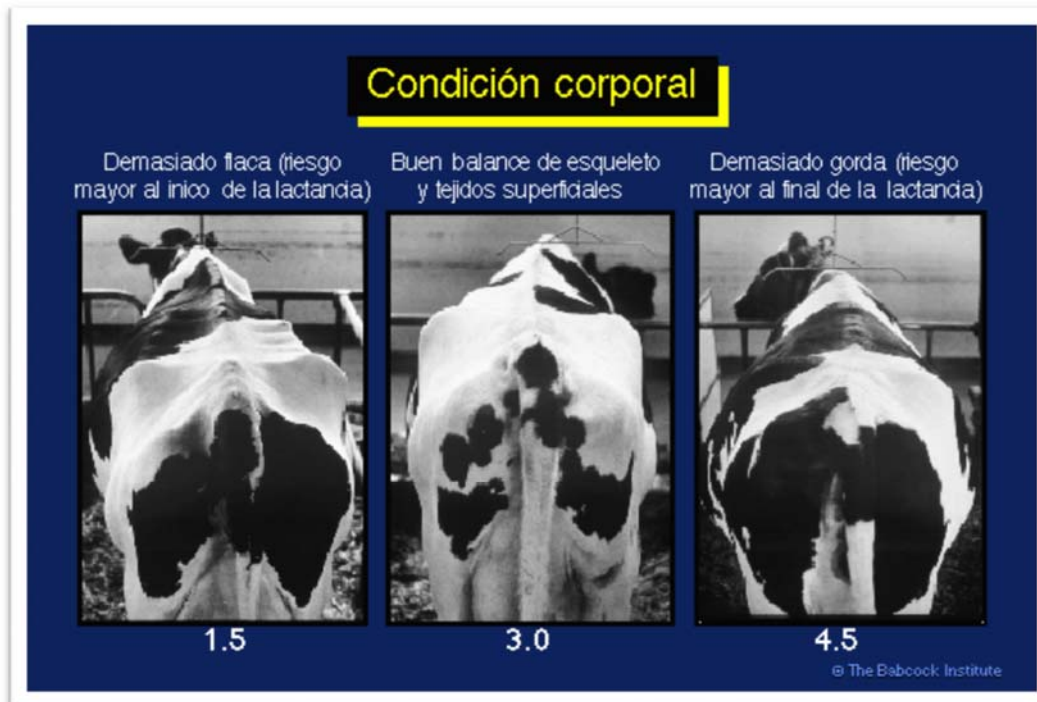 Condición corporal
Demasiado flaca (riesgo
mayor al inico de la lactancia)
Buen balance de esqueleto
y tejidos superficiales
Demasiado gorda (riesgo
mayor al final de la lactancia)
1.5
3.0
4.5
© The Babcock Institute